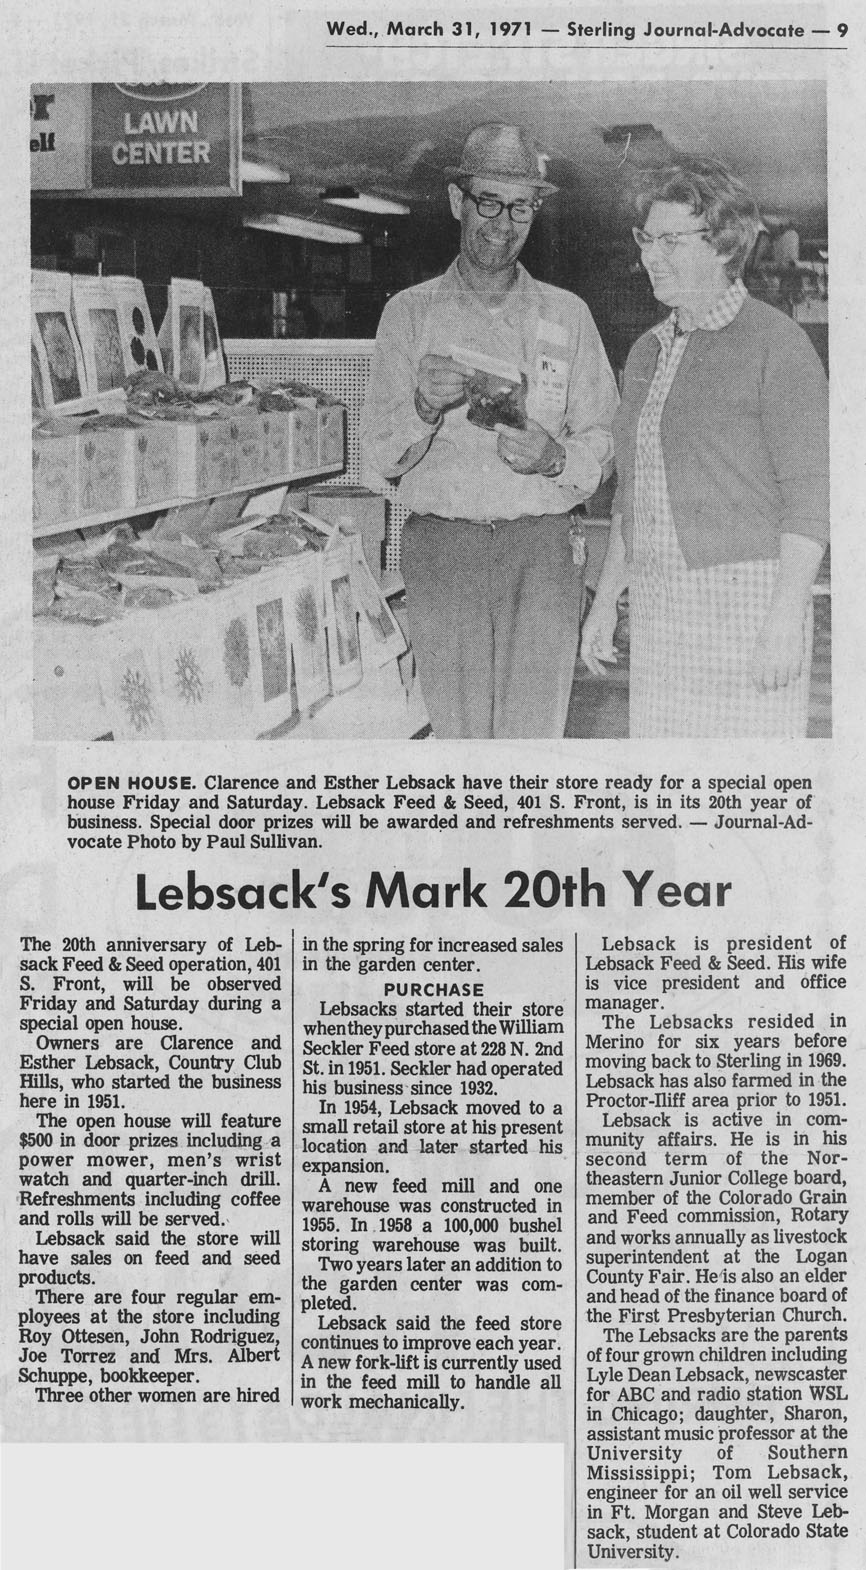 Wed., March 31, 1971 — Sterling Journal-Advocate — 9
r
elf
LAWN
CENTER
OPEN HOUSE. Clarence and Esther Lebsack have their store ready for a special open
house Friday and Saturday. Lebsack Feed & Seed, 401 S. Front, is in its 20th year of
business. Special door prizes will be awarded and refreshments served. — Journal-Ad-
vocate Photo by Paul Sullivan.
Lebsack's Mark 20th Year
The 20th anniversary of Leb-
sack Feed & Seed operation, 401
S. Front, will be observed
Friday and Saturday during a
special open house.
Owners are Clarence and
Esther Lebsack, Country Club
Hills, who started the business
here in 1951.
The open house will feature
$500 in door prizes including a
power mower, men's wrist
watch and quarter-inch drill.
Refreshments including coffee
and rolls will be served.
Lebsack said the store will
have sales on feed and seed
products.
There are four regular em-
ployees at the store including
Roy Ottesen, John Rodriguez,
Joe Torrez and Mrs. Albert
Schuppe, bookkeeper.
Three other women are hired
in the spring for increased sales
in the garden center.
PURCHASE
Lebsacks started their store
when they purchased the William
Seckler Feed store at 228 N. 2nd
St. in 1951. Seckler had operated
his business since 1932.
In 1954, Lebsack moved to a
small retail store at his present
location and later started his
expansion.
A new feed mill and one
warehouse was constructed in
1955. In 1958 a 100,000 bushel
storing warehouse was built.
Two years later an addition to
the garden center was com-
pleted.
Lebsack said the feed store
continues to improve each year.
A new fork-lift is currently used
in the feed mill to handle all
work mechanically.
Lebsack is president of
Lebsack Feed & Seed. His wife
is vice president and office
manager.
The Lebsacks resided in
Merino for six years before
moving back to Sterling in 1969.
Lebsack has also farmed in the
Proctor-Iliff area prior to 1951.
Lebsack is active in com-
munity affairs. He is in his
second term of the Nor-
theastern Junior College board,
member of the Colorado Grain
and Feed commission, Rotary
and works annually as livestock
superintendent at the Logan
County Fair. He is also an elder
and head of the finance board of
the First Presbyterian Church.
The Lebsacks are the parents
of four grown children including
Lyle Dean Lebsack, newscaster
for ABC and radio station WSL
in Chicago; daughter, Sharon,
assistant music professor at the
University of Southern
Mississippi; Tom Lebsack,
engineer for an oil well service
in Ft. Morgan and Steve Leb-
sack, student at Colorado State
University.